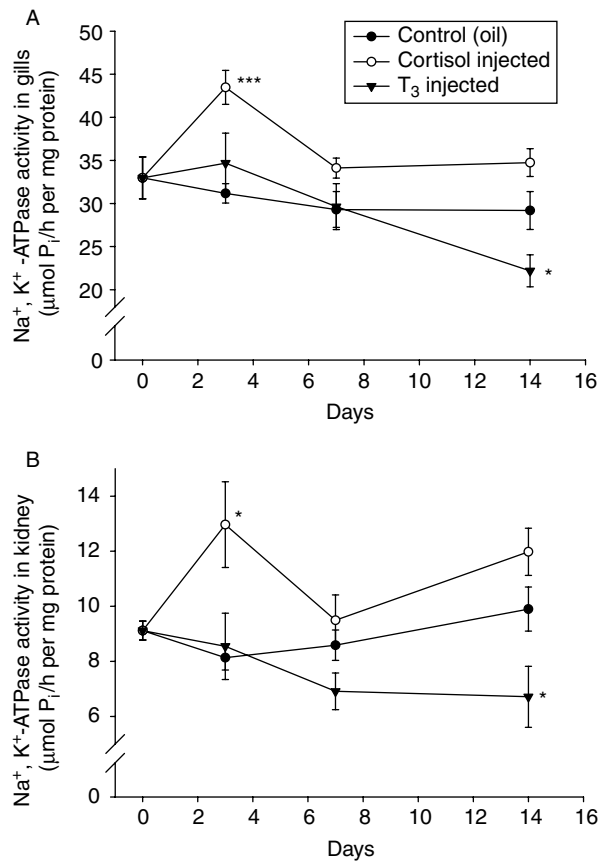 A
Na+, K+ -ATPase activity in gills
(μmol Pi/h per mg protein)
50
45
40
35
30
25
20
0
Control (oil)
Cortisol injected
T3 injected
***
*
0 2 4 6 8 10 12 14 16
Days
B
Na+, K+-ATPase activity in kidney
(μmol Pi/h per mg protein)
14
12
10
8
6
0
*
*
0 2 4 6 8 10 12 14 16
Days